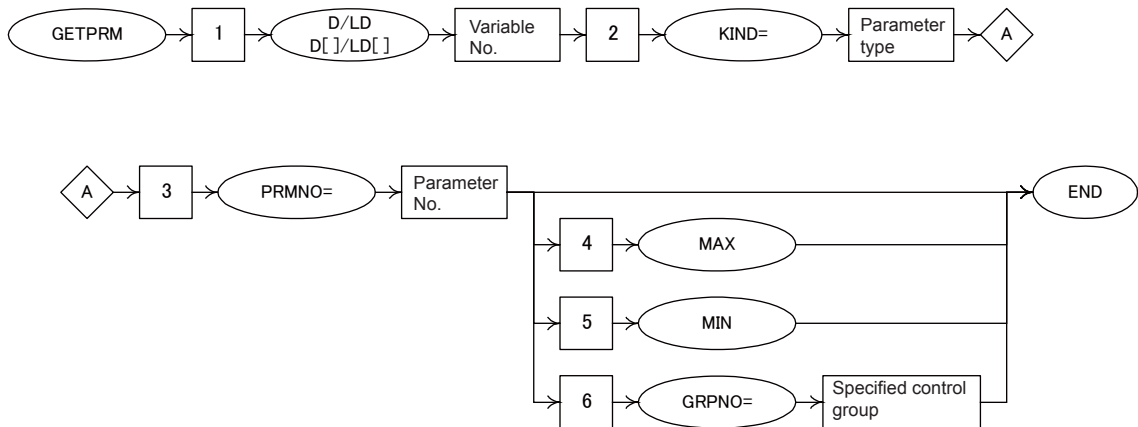 GETPRM
1
D/LD
D[ ]/LD[ ]
Variable
No.
2
KIND=
Parameter
type
A
A
3
PRMNO=
Parameter
No.
END
4
MAX
5
MIN
6
GRPNO=
Specified control
group